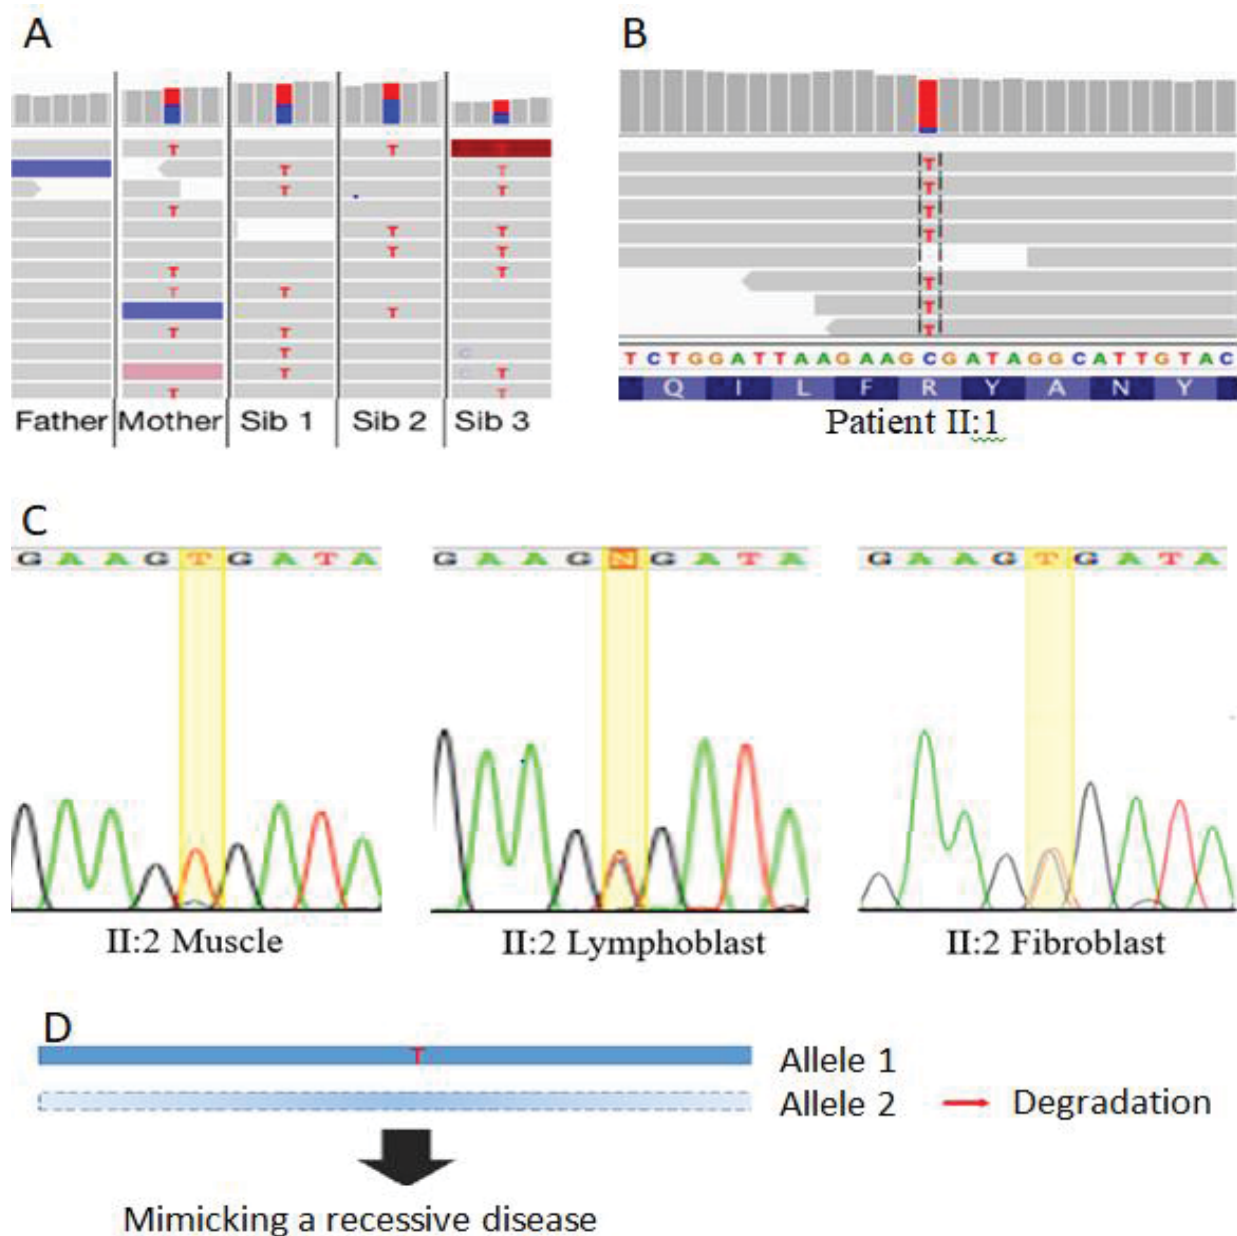 A
T T T
T T
T T
T
T T
T T
T T
T T
T
T T
T C
T C T
T T
Father Mother Sib 1 Sib 2 Sib 3
B
T
T
T
T
T
T
T
TCTGGATTAAGAAGCGATAGGCATTGTAC
Q I L F R Y A N Y
Patient II:1
C
GAAGTGATA
GAAGNGATA
GAAGTGATA
II:2 Muscle
II:2 Lymphoblast
II:2 Fibroblast
D
T
Allele 1
Allele 2
Degradation
Mimicking a recessive disease